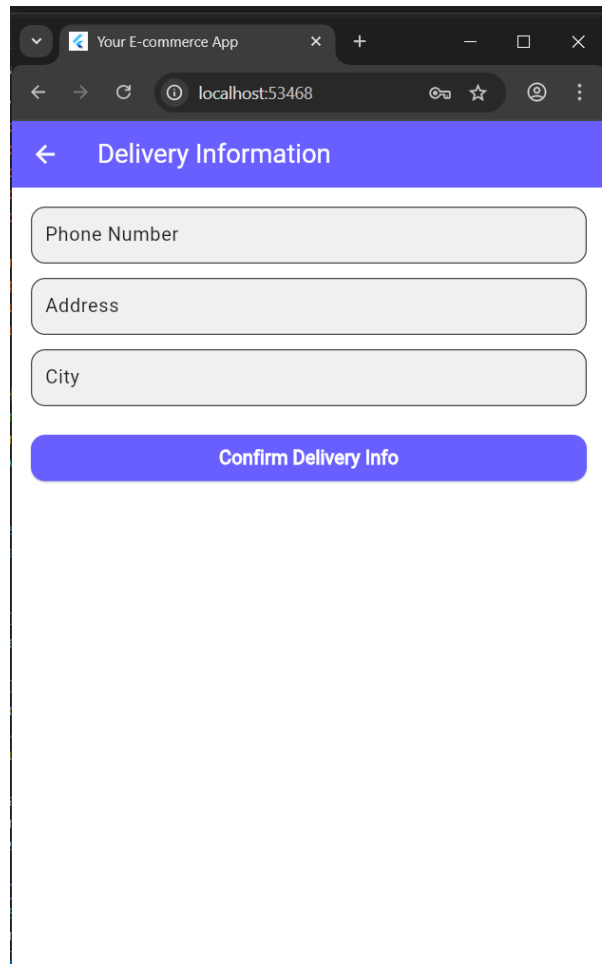 Your E-commerce App
localhost:53468
Delivery Information
Phone Number
Address
City
Confirm Delivery Info